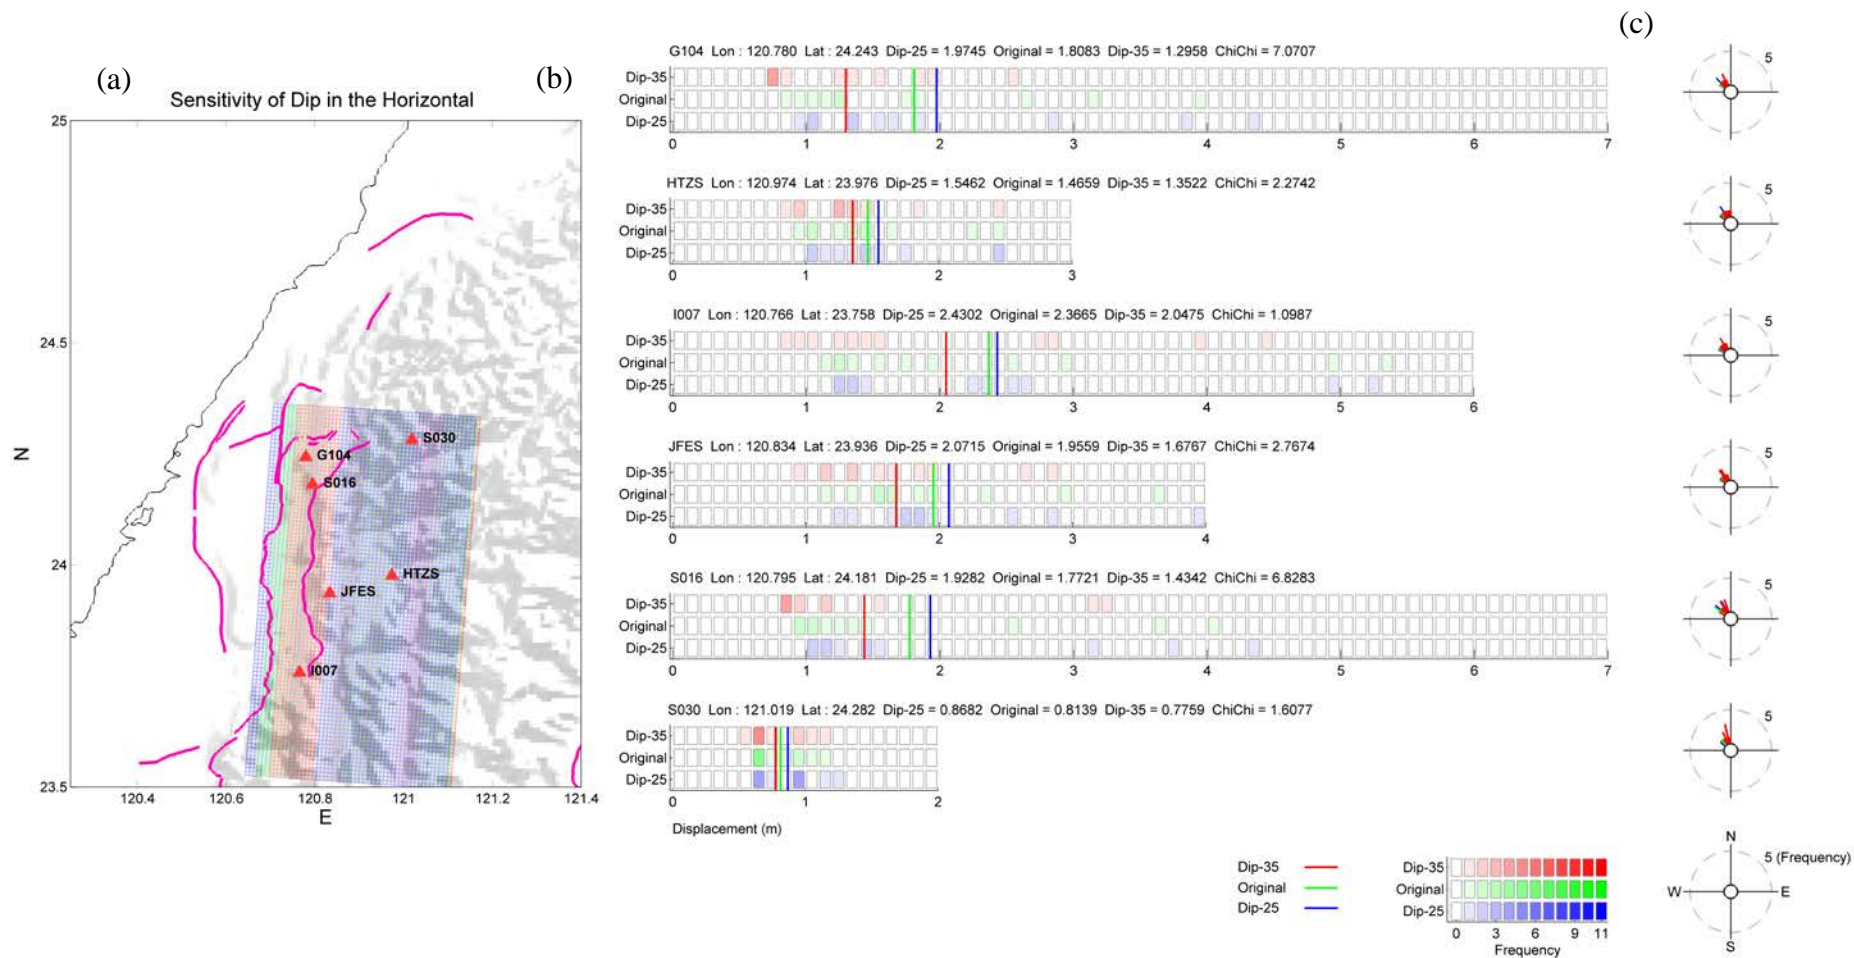 (a)
Sensitivity of Dip in the Horizontal
25
24.5
24
23.5
N
120.4 120.6 120.8 121 121.2 121.4
E
S030
G104
S016
HTZS
JFES
I007
(b)
G104 Lon : 120.780 Lat : 24.243 Dip-25 = 1.9745 Original = 1.8083 Dip-35 = 1.2958 ChiChi = 7.0707
Dip-35
Original
Dip-25
0 1 2 3 4 5 6 7
HTZS Lon : 120.974 Lat : 23.976 Dip-25 = 1.5462 Original = 1.4659 Dip-35 = 1.3522 ChiChi = 2.2742
Dip-35
Original
Dip-25
0 1 2 3
I007 Lon : 120.766 Lat : 23.758 Dip-25 = 2.4302 Original = 2.3665 Dip-35 = 2.0475 ChiChi = 1.0987
Dip-35
Original
Dip-25
0 1 2 3 4 5 6
JFES Lon : 120.834 Lat : 23.936 Dip-25 = 2.0715 Original = 1.9559 Dip-35 = 1.6767 ChiChi = 2.7674
Dip-35
Original
Dip-25
0 1 2 3 4
S016 Lon : 120.795 Lat : 24.181 Dip-25 = 1.9282 Original = 1.7721 Dip-35 = 1.4342 ChiChi = 6.8283
Dip-35
Original
Dip-25
0 1 2 3 4 5 6 7
S030 Lon : 121.019 Lat : 24.282 Dip-25 = 0.8682 Original = 0.8139 Dip-35 = 0.7759 ChiChi = 1.6077
Dip-35
Original
Dip-25
0 1 2
Displacement (m)
Dip-35
Original
Dip-25
Dip-35
Original
Dip-25
0 3 6 9 11
Frequency
(c)
5
5
5
5
5
5
N
5 (Frequency)
W E
S